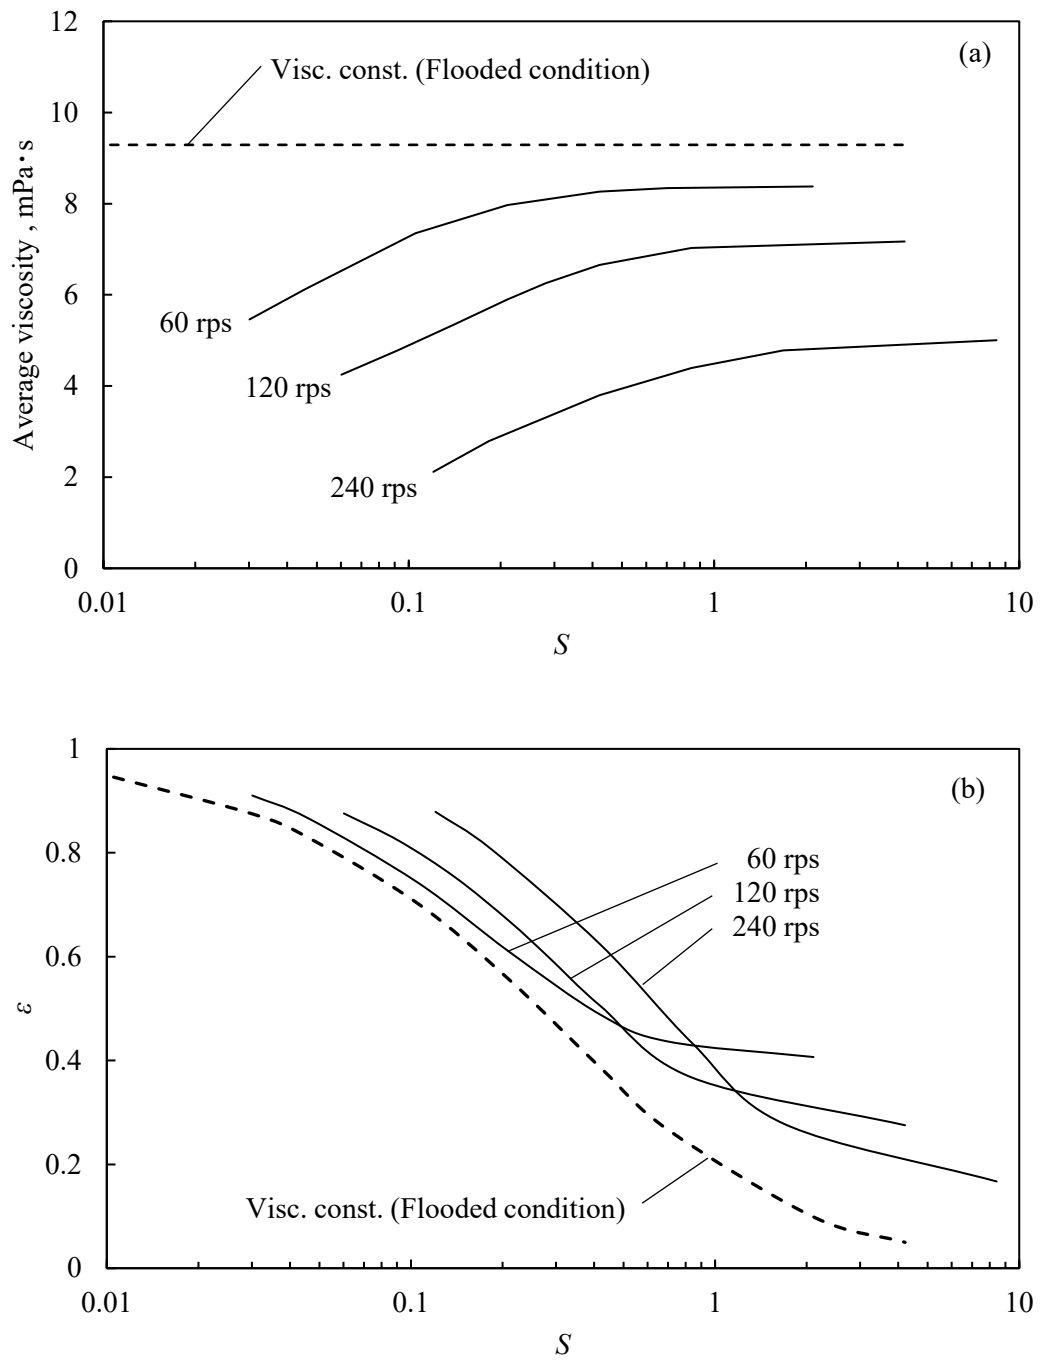 12
(a)
Visc. const. (Flooded condition)
10
8
6
60 rps
120 rps
4
240 rps
2
0
Average viscosity , mPa・s
0.01
0.1
1
10
S
1
(b)
0.8
60 rps
120 rps
240 rps
0.6
ε
0.4
0.2
Visc. const. (Flooded condition)
0
0.01
0.1
1
10
S